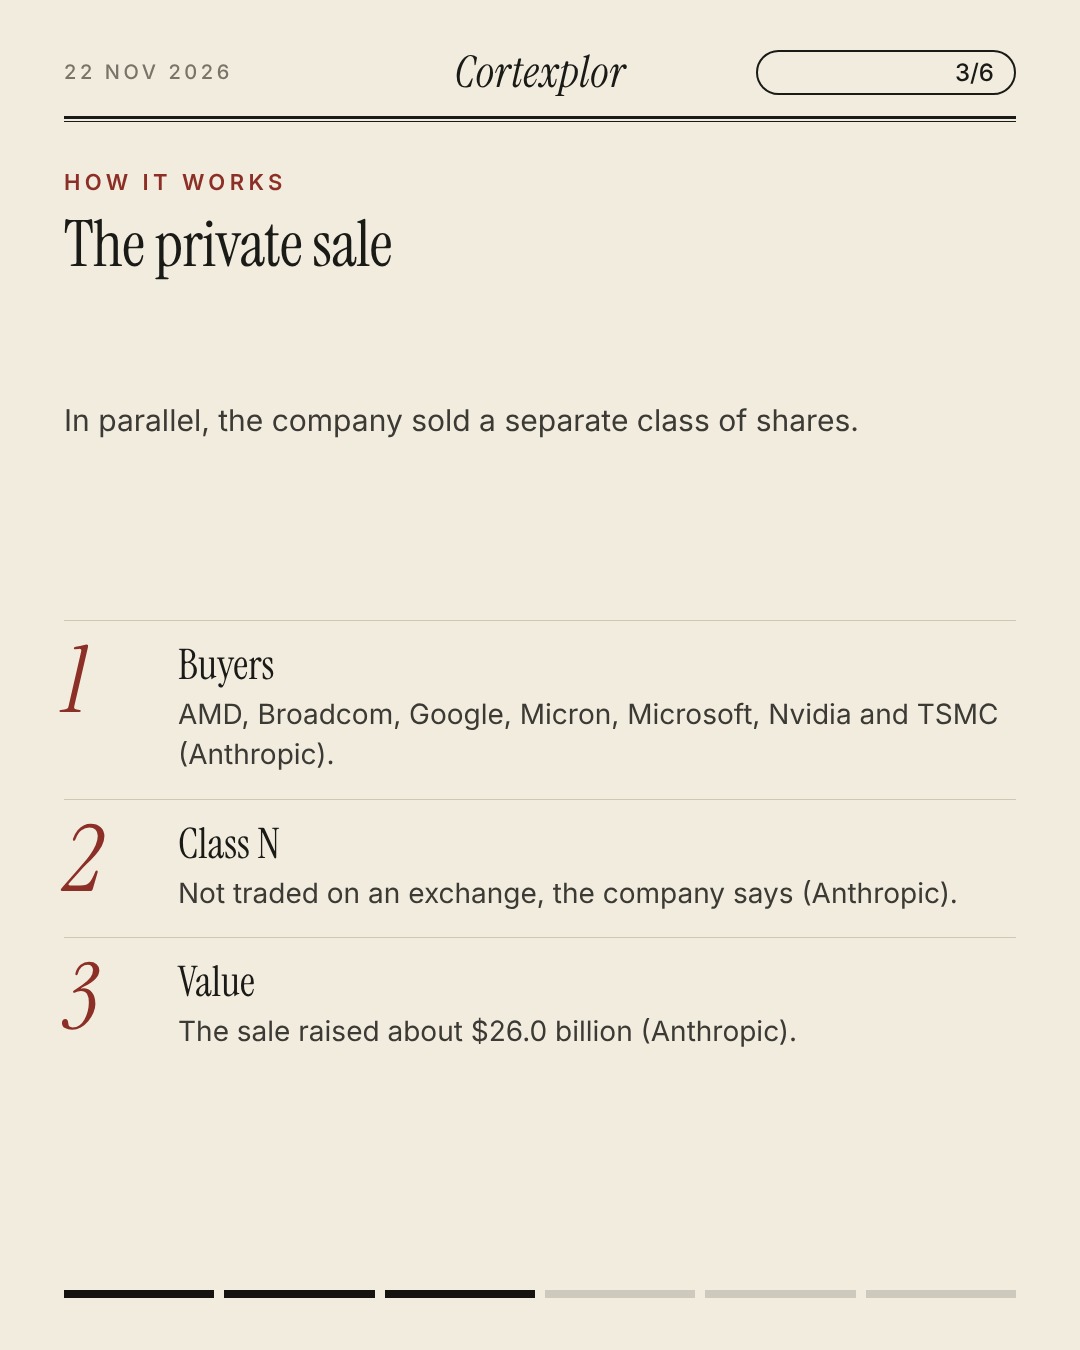 22 NOV 2026
Cortexplor
3/6
HOW IT WORKS
The private sale
In parallel, the company sold a separate class of shares.
1
Buyers
AMD, Broadcom, Google, Micron, Microsoft, Nvidia and TSMC
(Anthropic).
2
Class N
Not traded on an exchange, the company says (Anthropic).
3
Value
The sale raised about $26.0 billion (Anthropic).